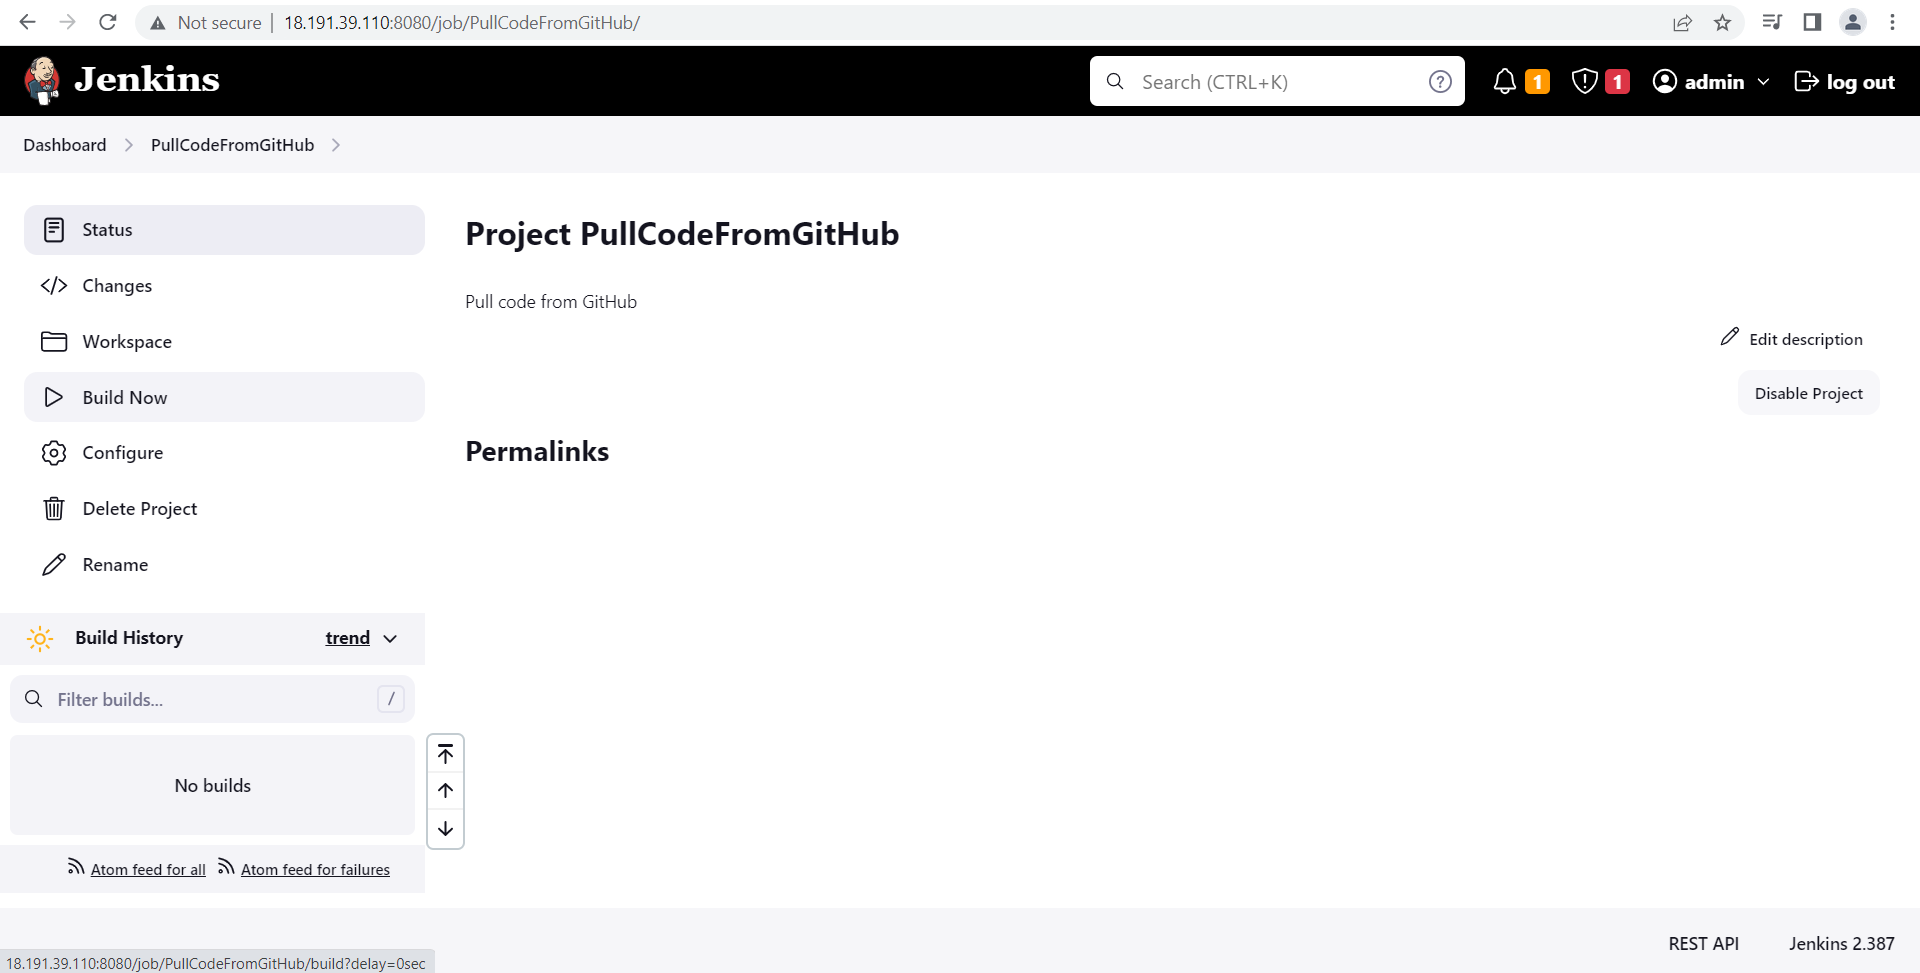 Not secure | 18.191.39.110:8080/job/PullCodeFromGitHub/
Jenkins
Search (CTRL+K)
?
1
1
admin
log out
Dashboard
PullCodeFromGitHub
Status
Changes
Workspace
Build Now
Configure
Delete Project
Rename
Build History
trend
Filter builds...
/
No builds
Atom feed for all
Atom feed for failures
Project PullCodeFromGitHub
Pull code from GitHub
Edit description
Disable Project
Permalinks
REST API
Jenkins 2.387
18.191.39.110:8080/job/PullCodeFromGitHub/build?delay=0sec